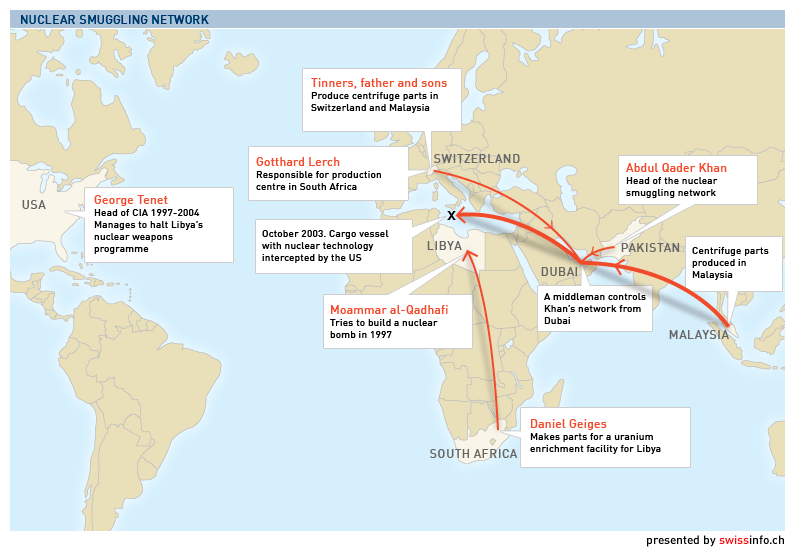 NUCLEAR SMUGGLING NETWORK
Tinners, father and sons
Produce centrifuge parts in
Switzerland and Malaysia
Gotthard Lerch
Responsible for production
centre in South Africa
SWITZERLAND
Abdul Qader Khan
Head of the nuclear
smuggling network
USA
George Tenet
Head of CIA 1997-2004
Manages to halt Libya's
nuclear weapons
programme
X
October 2003. Cargo vessel
with nuclear technology
intercepted by the US
LIBYA
PAKISTAN
Centrifuge parts
produced in
Malaysia
DUBAI
A middleman controls
Khan's network from
Dubai
Moammar al-Qadhafi
Tries to build a nuclear
bomb in 1997
MALAYSIA
Daniel Geiges
Makes parts for a uranium
enrichment facility for Libya
SOUTH AFRICA
presented by swissinfo.ch